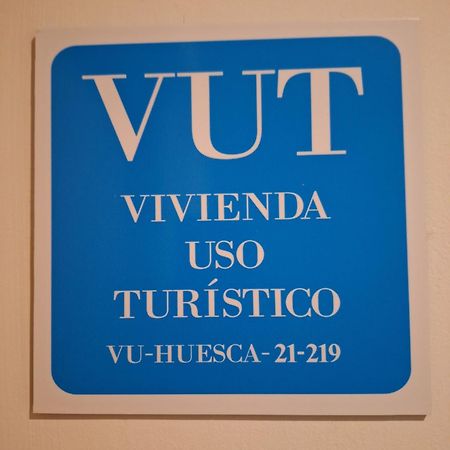 VUT
VIVIENDA
USO
TURÍSTICO
VU-HUESCA-21-219